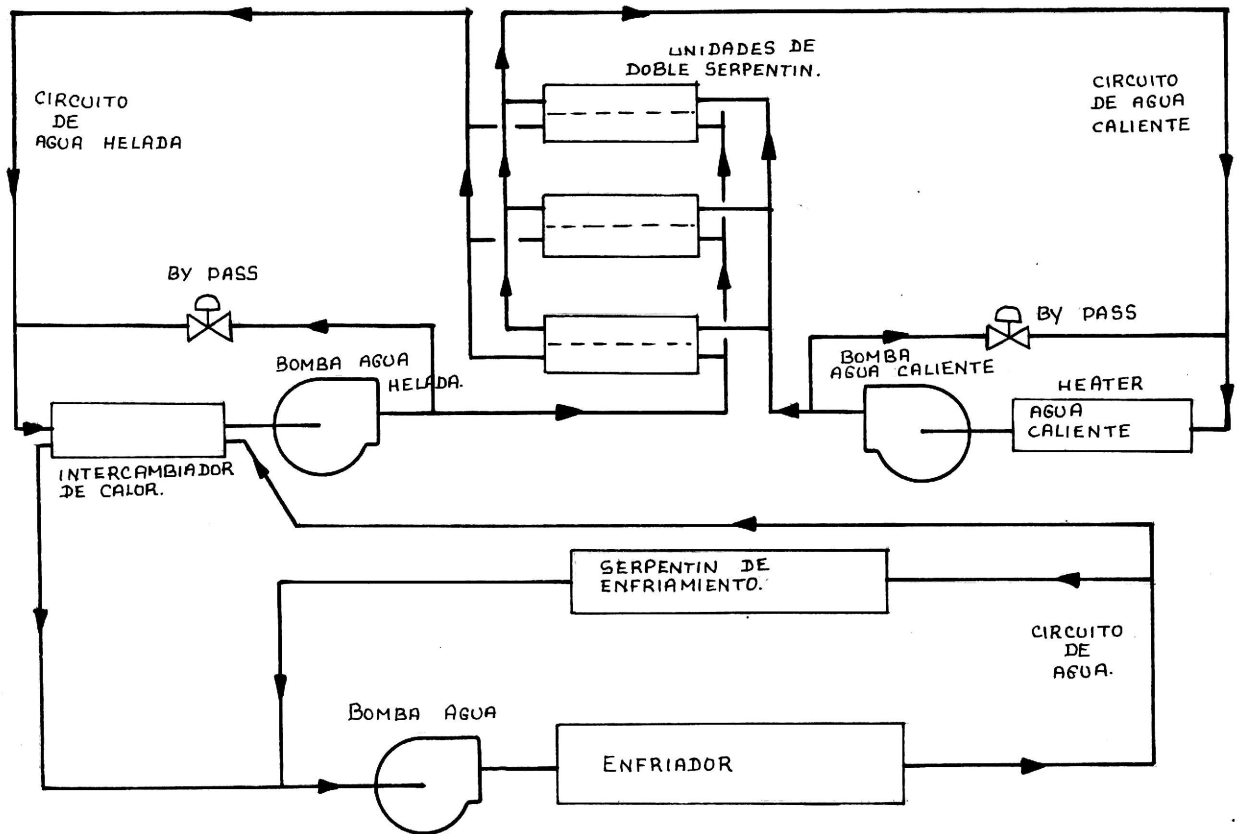 UNIDADES DE
DOBLE SERPENTIN.
CIRCUITO
DE
AGUA HELADA
CIRCUITO
DE AGUA
CALIENTE
BY PASS
BY PASS
BOMBA AGUA
HELADA.
BOMBA
AGUA CALIENTE
HEATER
AGUA
CALIENTE
INTERCAMBIADOR
DE CALOR.
SERPENTIN DE
ENFRIAMIENTO.
CIRCUITO
DE
AGUA.
BOMBA AGUA
ENFRIADOR